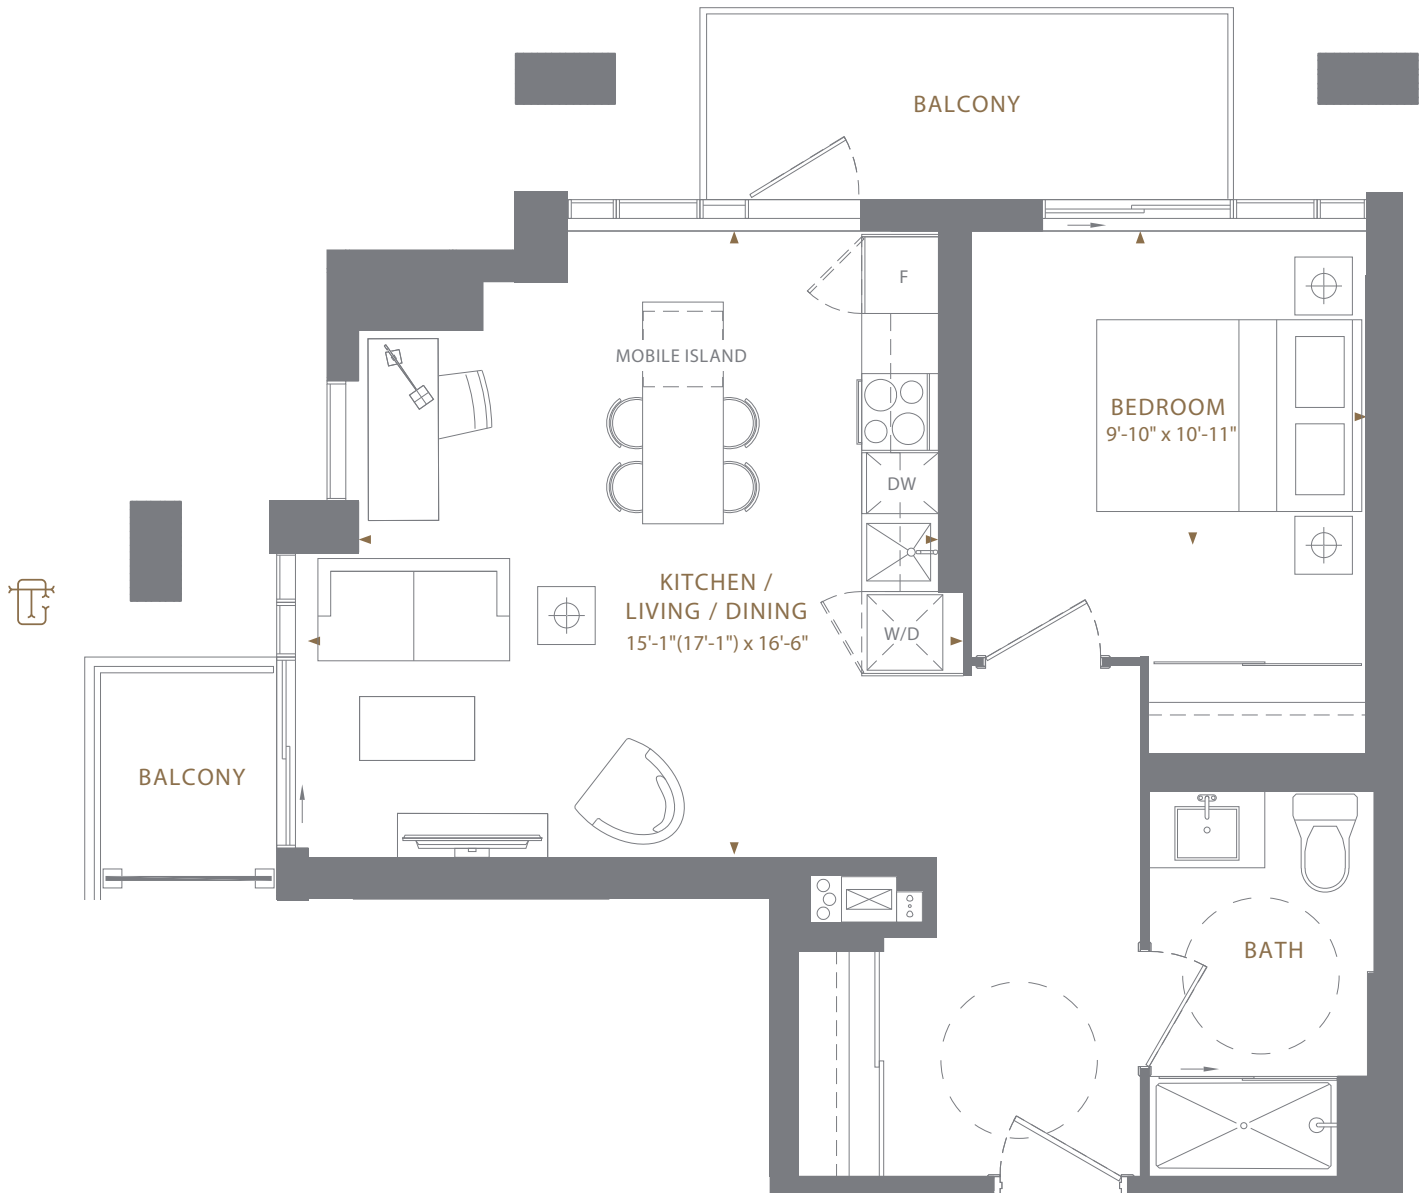 BALCONY
F
MOBILE ISLAND
BEDROOM
9'-10" x 10'-11"
DW
KITCHEN /
LIVING / DINING
15'-1"(17'-1") x 16'-6"
W/D
BALCONY
BATH